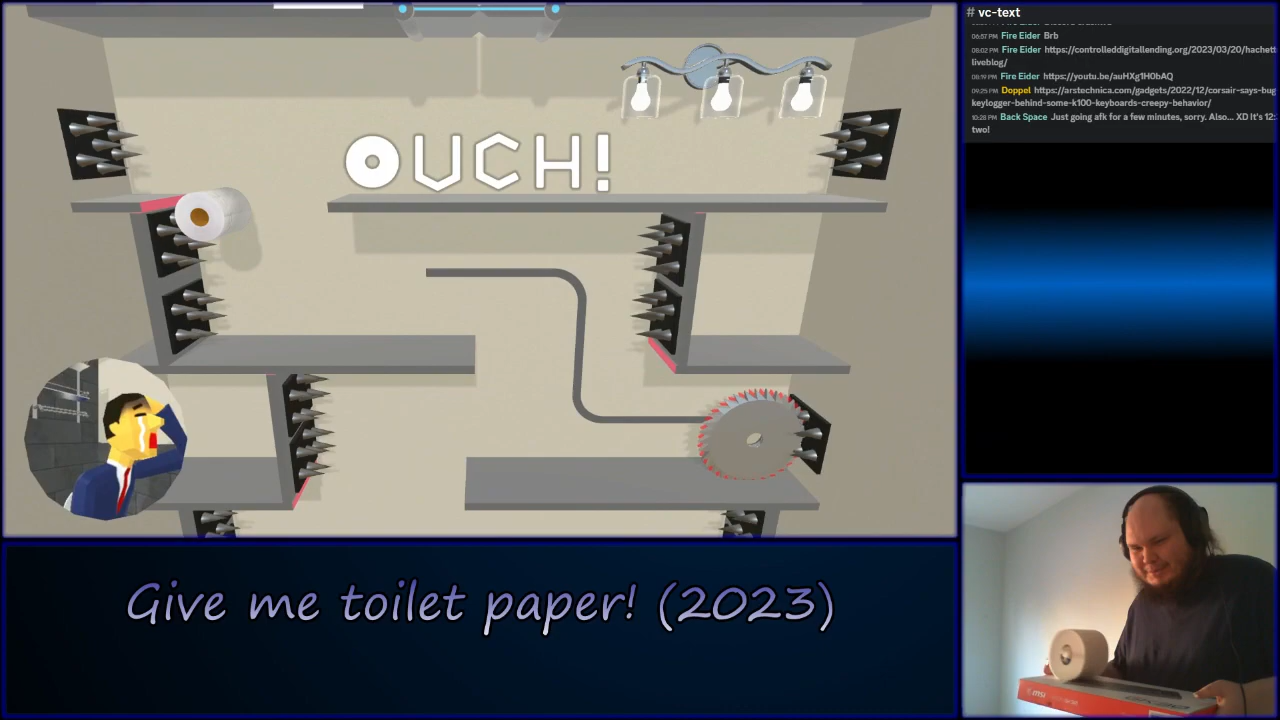 # vc-text
06:57 PM Fire Eider Brb
08:02 PM Fire Eider https://controlleddigitallending.org/2023/03/20/hachett
liveblog/
08:19 PM Fire Eider https://youtu.be/auHXg1H0bAQ
09:25 PM Doppel https://arstechnica.com/gadgets/2022/12/corsair-says-bug
keylogger-behind-some-k100-keyboards-creepy-behavior/
10:28 PM Back Space Just going afk for a few minutes, sorry. Also... XD It's 12:
two!
OUCH!
Give me toilet paper! (2023)
msi